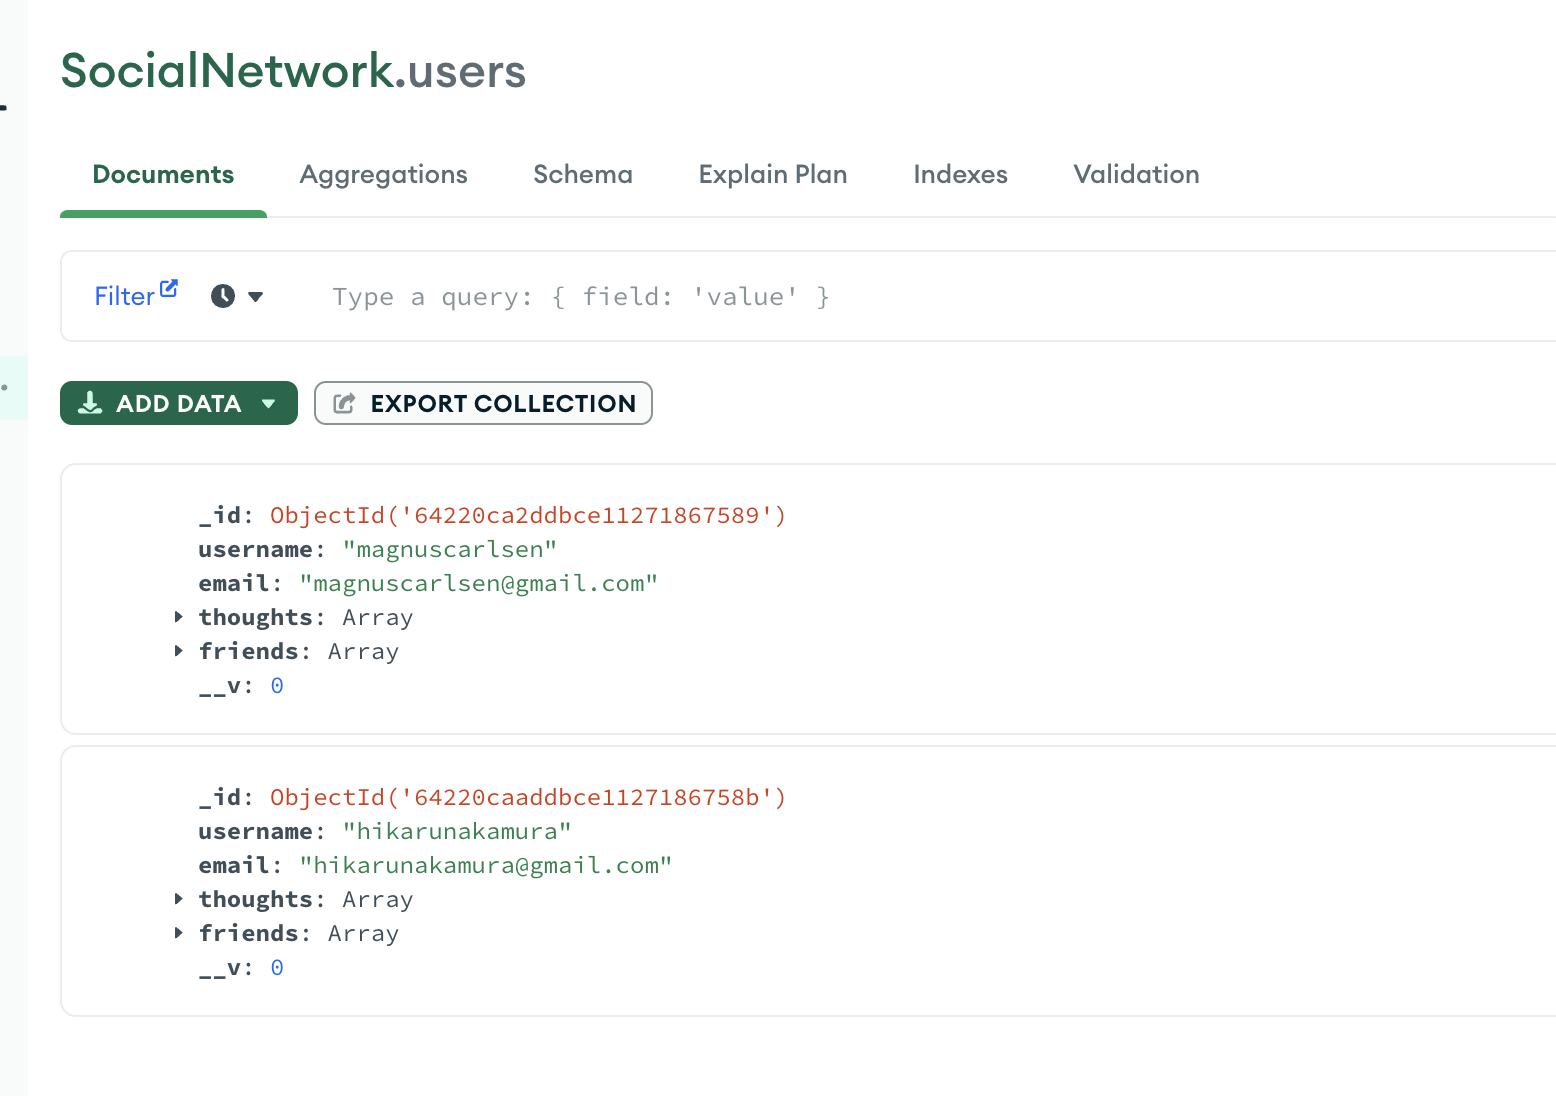 SocialNetwork.users
Documents Aggregations Schema Explain Plan Indexes Validation
Filter Type a query: { field: 'value' }
ADD DATA EXPORT COLLECTION
_id: ObjectId('64220ca2ddbce11271867589')
username: "magnuscarlsen"
email: "magnuscarlsen@gmail.com"
thoughts: Array
friends: Array
__v: 0
_id: ObjectId('64220caaddbce1127186758b')
username: "hikarunakamura"
email: "hikarunakamura@gmail.com"
thoughts: Array
friends: Array
__v: 0